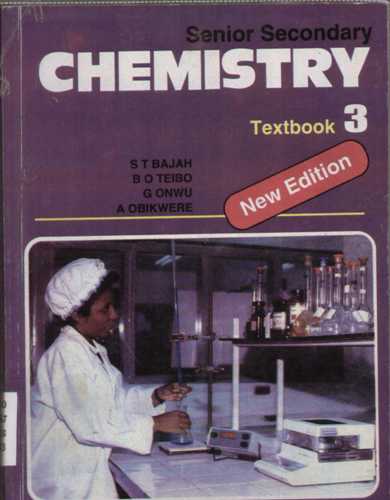 Senior Secondary
CHEMISTRY
Textbook 3
S T BAJAH
B O TEIBO
G ONWU
A OBIKWERE
New Edition